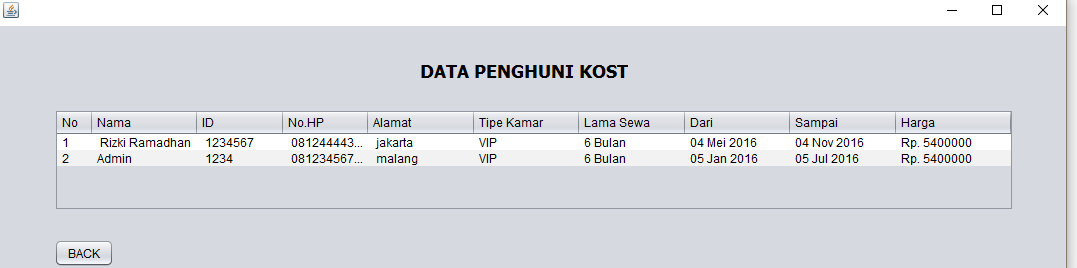 DATA PENGHUNI KOST
No Nama ID No.HP Alamat Tipe Kamar Lama Sewa Dari Sampai Harga
1 Rizki Ramadhan 1234567 081244443... jakarta VIP 6 Bulan 04 Mei 2016 04 Nov 2016 Rp. 5400000
2 Admin 1234 081234567... malang VIP 6 Bulan 05 Jan 2016 05 Jul 2016 Rp. 5400000
BACK